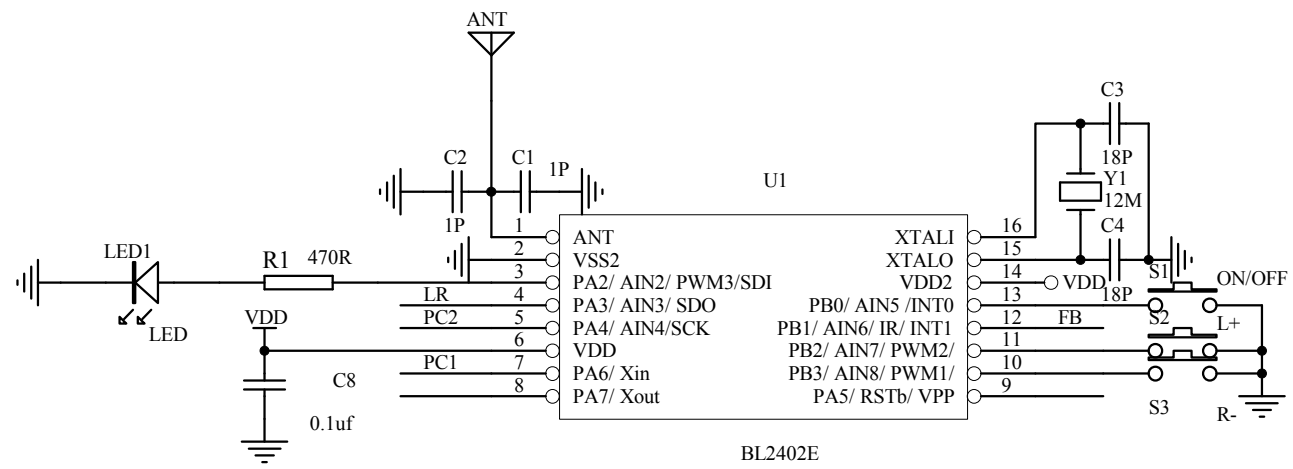 ANT
C3
C2
C1
1P
U1
18P
Y1
12M
1P
1
ANT
XTALI
16
C4
2
VSS2
XTALO
15
LED1
R1
470R
3
PA2/ AIN2/ PWM3/SDI
VDD2
14
VDD
S1
ON/OFF
LR
4
PA3/ AIN3/ SDO
PB0/ AIN5 /INT0
13
18P
LED
VDD
PC2
5
PA4/ AIN4/SCK
PB1/ AIN6/ IR/ INT1
12
FB
S2
L+
6
VDD
PB2/ AIN7/ PWM2/
11
C8
PC1
7
PA6/ Xin
PB3/ AIN8/ PWM1/
10
8
PA7/ Xout
PA5/ RSTb/ VPP
9
S3
R-
0.1uf
BL2402E